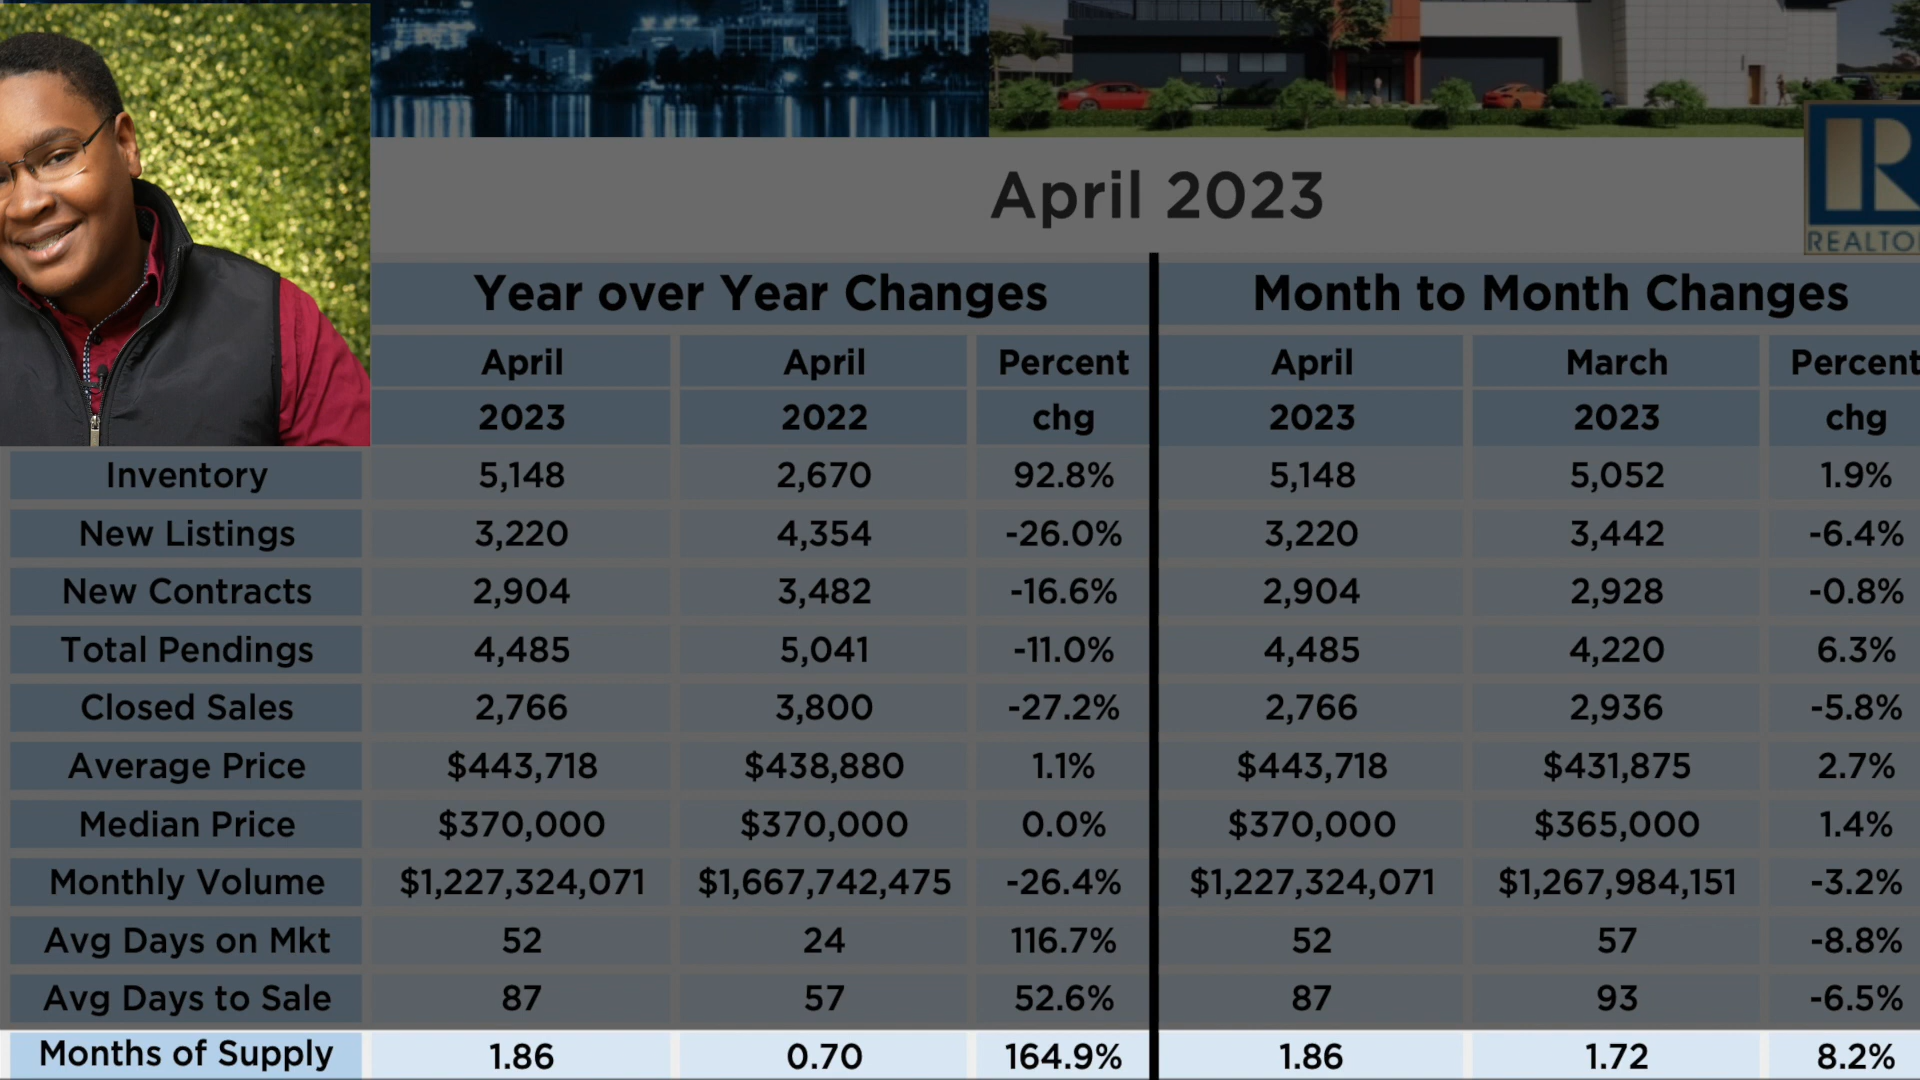 April 2023
R
REALTO
Year over Year Changes Month to Month Changes
April April Percent April March Percent
2023 2022 chg 2023 2023 chg
Inventory 5,148 2,670 92.8% 5,148 5,052 1.9%
New Listings 3,220 4,354 -26.0% 3,220 3,442 -6.4%
New Contracts 2,904 3,482 -16.6% 2,904 2,928 -0.8%
Total Pendings 4,485 5,041 -11.0% 4,485 4,220 6.3%
Closed Sales 2,766 3,800 -27.2% 2,766 2,936 -5.8%
Average Price $443,718 $438,880 1.1% $443,718 $431,875 2.7%
Median Price $370,000 $370,000 0.0% $370,000 $365,000 1.4%
Monthly Volume $1,227,324,071 $1,667,742,475 -26.4% $1,227,324,071 $1,267,984,151 -3.2%
Avg Days on Mkt 52 24 116.7% 52 57 -8.8%
Avg Days to Sale 87 57 52.6% 87 93 -6.5%
Months of Supply 1.86 0.70 164.9% 1.86 1.72 8.2%